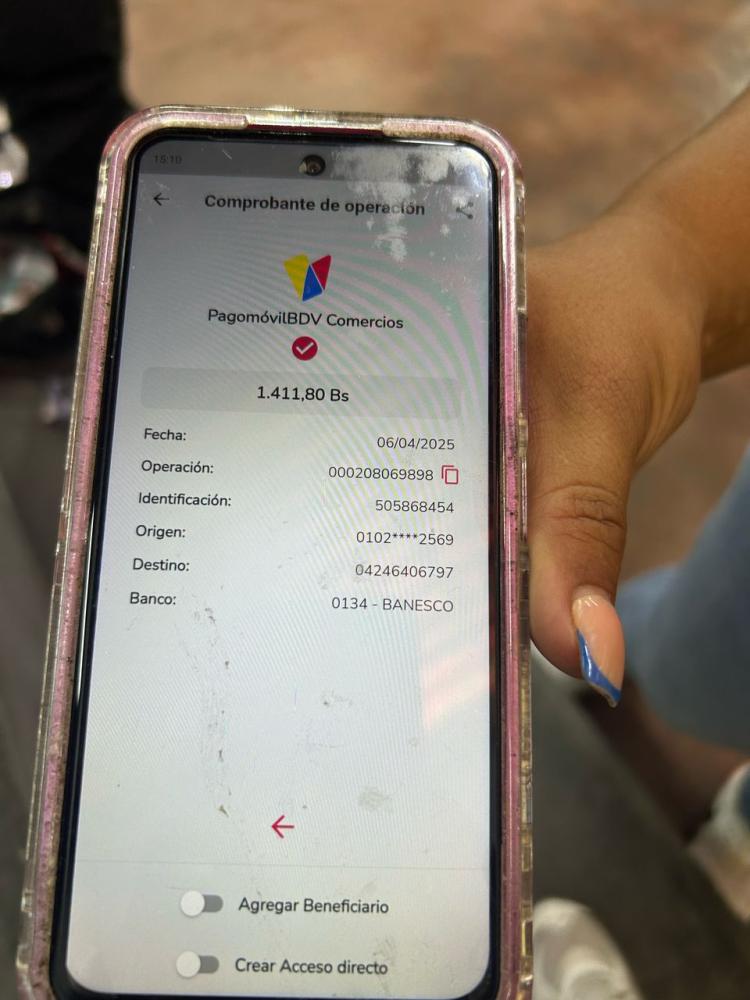 15:10
Comprobante de operación
PagomóvilBDV Comercios
1.411,80 Bs
Fecha: 06/04/2025
Operación: 000208069898
Identificación: 505868454
Origen: 0102****2569
Destino: 04246406797
Banco: 0134 - BANESCO
Agregar Beneficiario
Crear Acceso directo